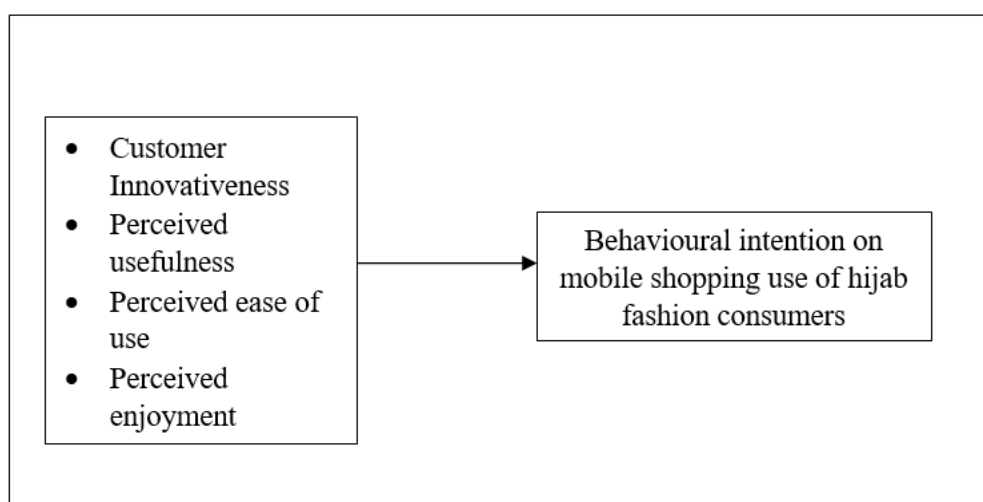 • Customer
Innovativeness
• Perceived
usefulness
• Perceived ease of
use
• Perceived
enjoyment
Behavioural intention on
mobile shopping use of hijab
fashion consumers